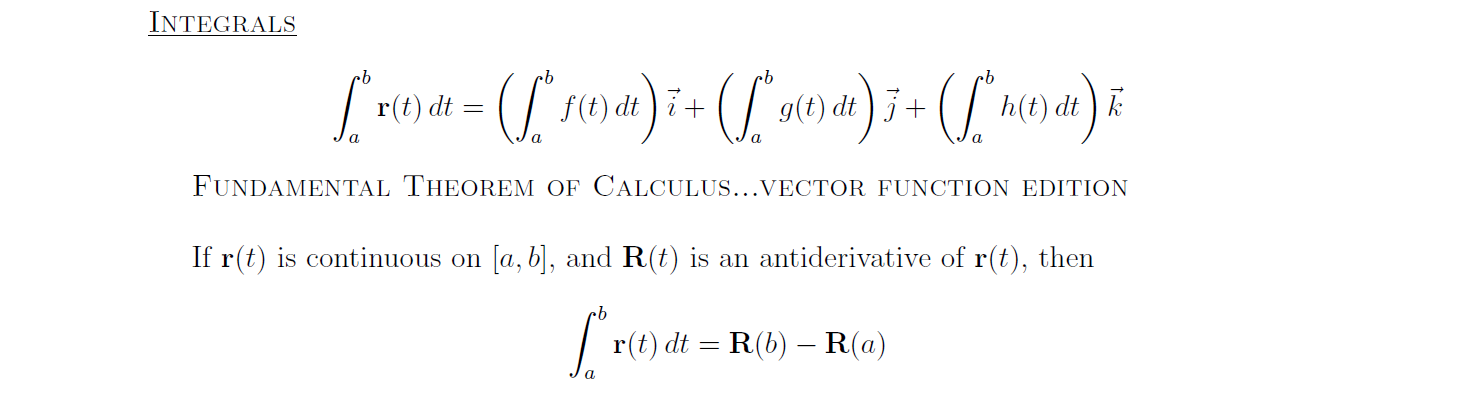 INTEGRALS
∫_a^b r(t) dt = (∫_a^b f(t) dt) i⃗ + (∫_a^b g(t) dt) j⃗ + (∫_a^b h(t) dt) k⃗
FUNDAMENTAL THEOREM OF CALCULUS...VECTOR FUNCTION EDITION
If r(t) is continuous on [a, b], and R(t) is an antiderivative of r(t), then
∫_a^b r(t) dt = R(b) − R(a)